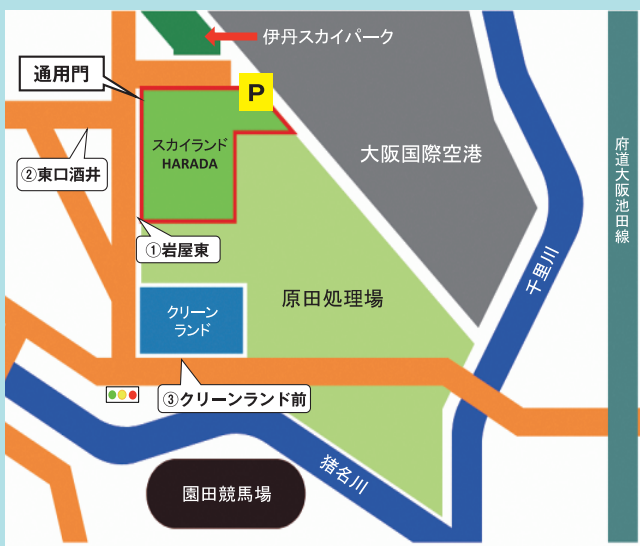 伊丹スカイパーク
通用門
P
スカイランド
HARADA
大阪国際空港
府道大阪池田線
②東口酒井
①岩屋東
千里川
原田処理場
クリーン
ランド
③クリーンランド前
猪名川
園田競馬場